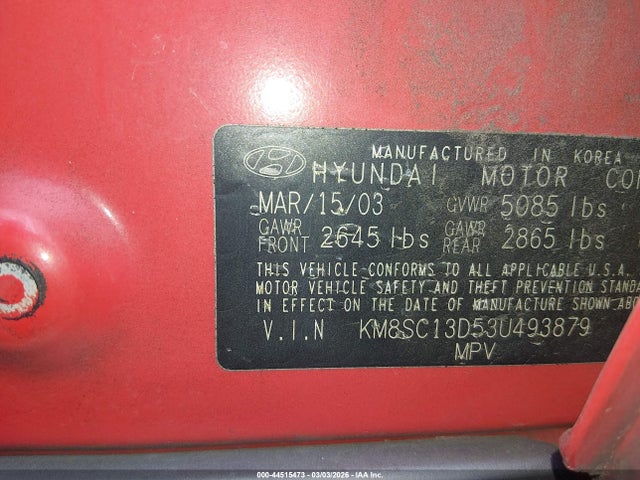 MANUFACTURED IN KOREA
HYUNDAI MOTOR
MAR/15/03 GVWR 5085 lbs
GAWR FRONT 2645 lbs GAWR REAR 2865 lbs
THIS VEHICLE CONFORMS TO ALL APPLICABLE U.S.A.
MOTOR VEHICLE SAFETY AND THEFT PREVENTION
IN EFFECT ON THE DATE OF MANUFACTURE SHOWN
V.I.N KM8SC13D53U493879
MPV
000-44515473 - 03/03/2026 - IAA Inc.